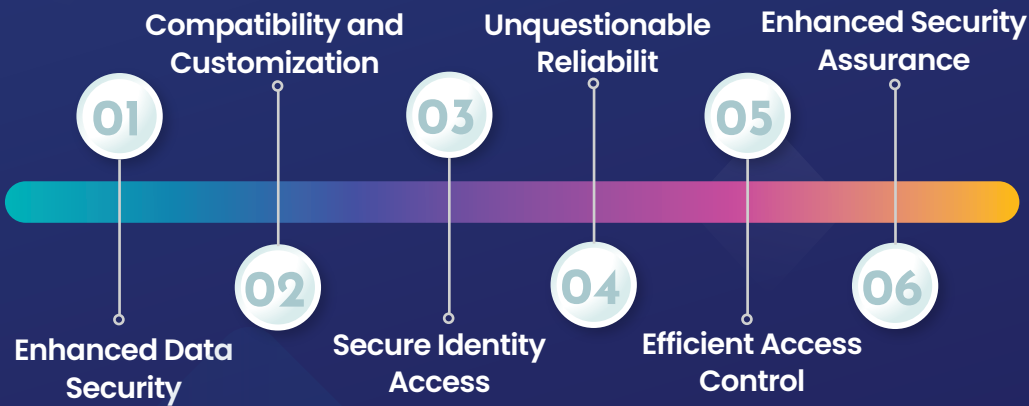 01
Enhanced Data
Security
Compatibility and
Customization
02
03
Secure Identity
Access
Unquestionable
Reliabilit
04
05
Efficient Access
Control
Enhanced Security
Assurance
06